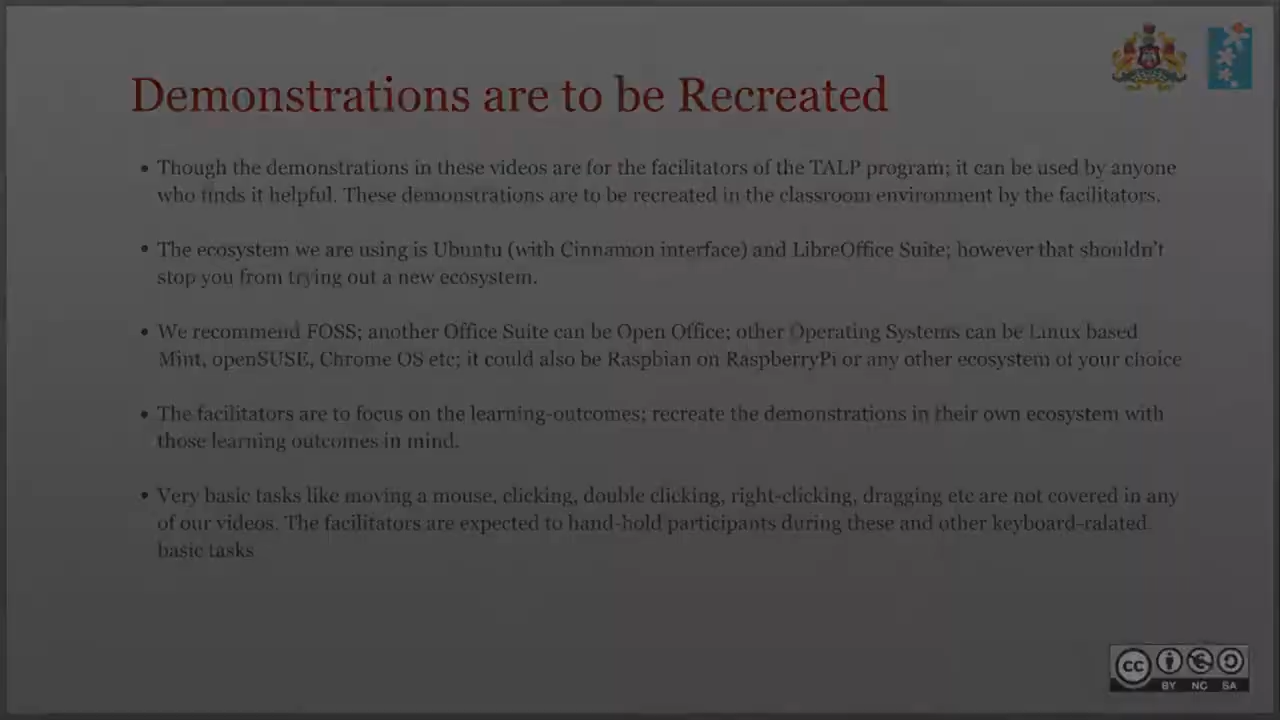 Demonstrations are to be Recreated
• Though the demonstrations in these videos are for the facilitators of the TALP program; it can be used by anyone
who finds it helpful. These demonstrations are to be recreated in the classroom environment by the facilitators.
• The ecosystem we are using is Ubuntu (with Cinnamon interface) and LibreOffice Suite; however that shouldn't
stop you from trying out a new ecosystem.
• We recommend FOSS; another Office Suite can be Open Office; other Operating Systems can be Linux based
Mint, openSUSE, Chrome OS etc; it could also be Raspbian on RaspberryPi or any other ecosystem of your choice
• The facilitators are to focus on the learning-outcomes; recreate the demonstrations in their own ecosystem with
those learning outcomes in mind.
• Very basic tasks like moving a mouse, clicking, double clicking, right-clicking, dragging etc are not covered in any
of our videos. The facilitators are expected to hand-hold participants during these and other keyboard-ralated
basic tasks
cc
BY NC SA